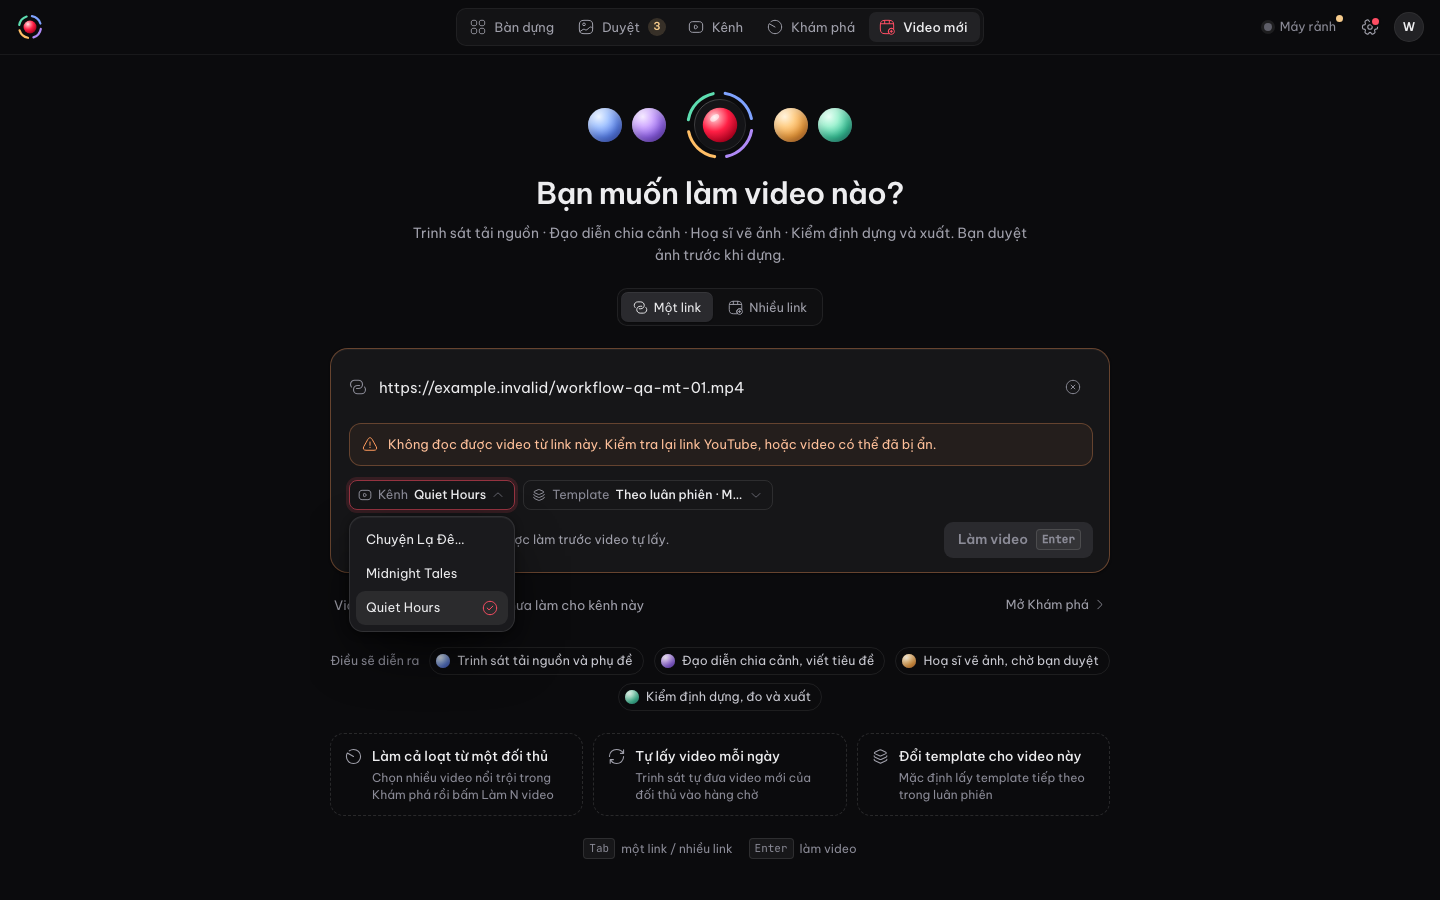 Bàn dựng
Duyệt 3
Kênh
Khám phá
Video mới
Máy rảnh
W
Bạn muốn làm video nào?
Trinh sát tải nguồn · Đạo diễn chia cảnh · Hoạ sĩ vẽ ảnh · Kiểm định dựng và xuất. Bạn duyệt
ảnh trước khi dựng.
Một link
Nhiều link
https://example.invalid/workflow-qa-mt-01.mp4
Không đọc được video từ link này. Kiểm tra lại link YouTube, hoặc video có thể đã bị ẩn.
Kênh Quiet Hours
Template Theo luân phiên · M...
Chuyện Lạ Đê...
Midnight Tales
Quiet Hours
làm trước video tự lấy.
Làm video Enter
làm cho kênh này
Mở Khám phá
Điều sẽ diễn ra
Trinh sát tải nguồn và phụ đề
Đạo diễn chia cảnh, viết tiêu đề
Hoạ sĩ vẽ ảnh, chờ bạn duyệt
Kiểm định dựng, đo và xuất
Làm cả loạt từ một đối thủ
Chọn nhiều video nổi trội trong
Khám phá rồi bấm Làm N video
Tự lấy video mỗi ngày
Trinh sát tự đưa video mới của
đối thủ vào hàng chờ
Đổi template cho video này
Mặc định lấy template tiếp theo
trong luân phiên
Tab một link / nhiều link Enter làm video